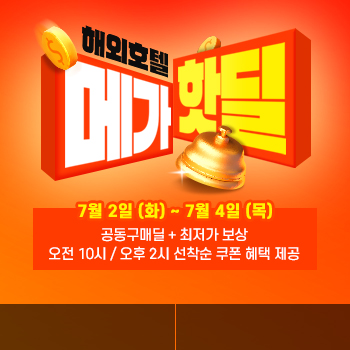 해외호텔
메가핫딜
7월 2일 (화) ~ 7월 4일 (목)
공동구매딜 + 최저가 보상
오전 10시 / 오후 2시 선착순 쿠폰 혜택 제공